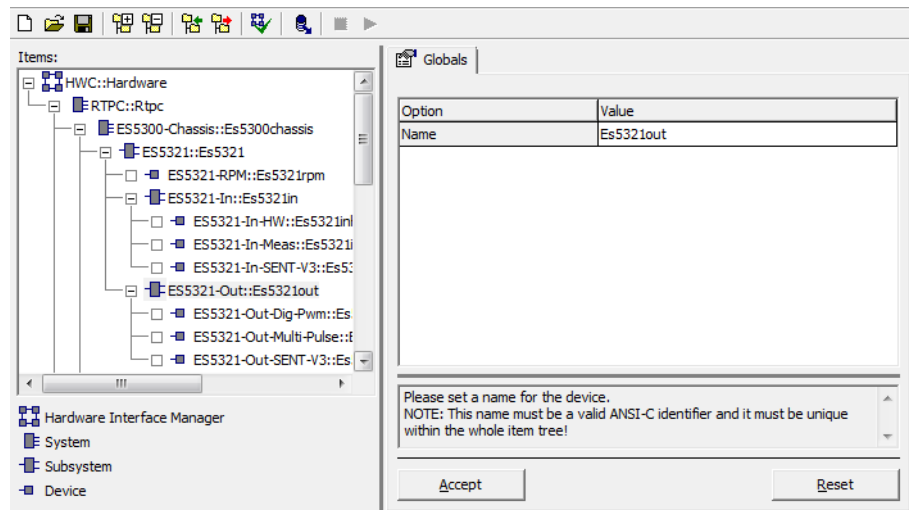 Items:
HWC::Hardware
RTPC::Rtpc
ES5300-Chassis::Es5300chassis
ES5321::Es5321
ES5321-RPM::Es5321rpm
ES5321-In::Es5321in
ES5321-In-HW::Es5321inl
ES5321-In-Meas::Es5321i
ES5321-In-SENT-V3::Es53
ES5321-Out::Es5321out
ES5321-Out-Dig-Pwm::Es
ES5321-Out-Multi-Pulse::E
ES5321-Out-SENT-V3::Es
Hardware Interface Manager
System
Subsystem
Device
Globals
Option Value
Name Es5321out
Please set a name for the device.
NOTE: This name must be a valid ANSI-C identifier and it must be unique
within the whole item tree!
Accept Reset